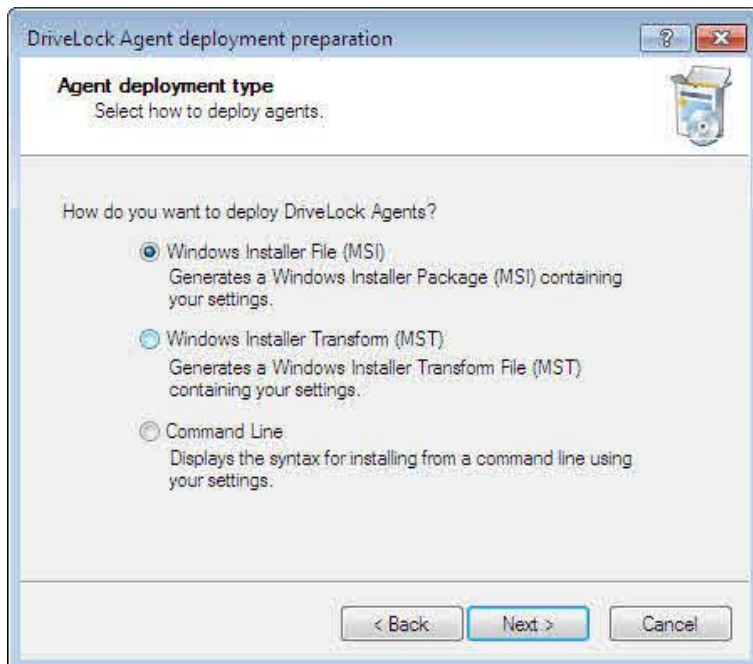 DriveLock Agent deployment preparation
?
Agent deployment type
Select how to deploy agents.
How do you want to deploy DriveLock Agents?
Windows Installer File (MSI)
Generates a Windows Installer Package (MSI) containing
your settings.
Windows Installer Transform (MST)
Generates a Windows Installer Transform File (MST)
containing your settings.
Command Line
Displays the syntax for installing from a command line using
your settings.
< Back Next > Cancel